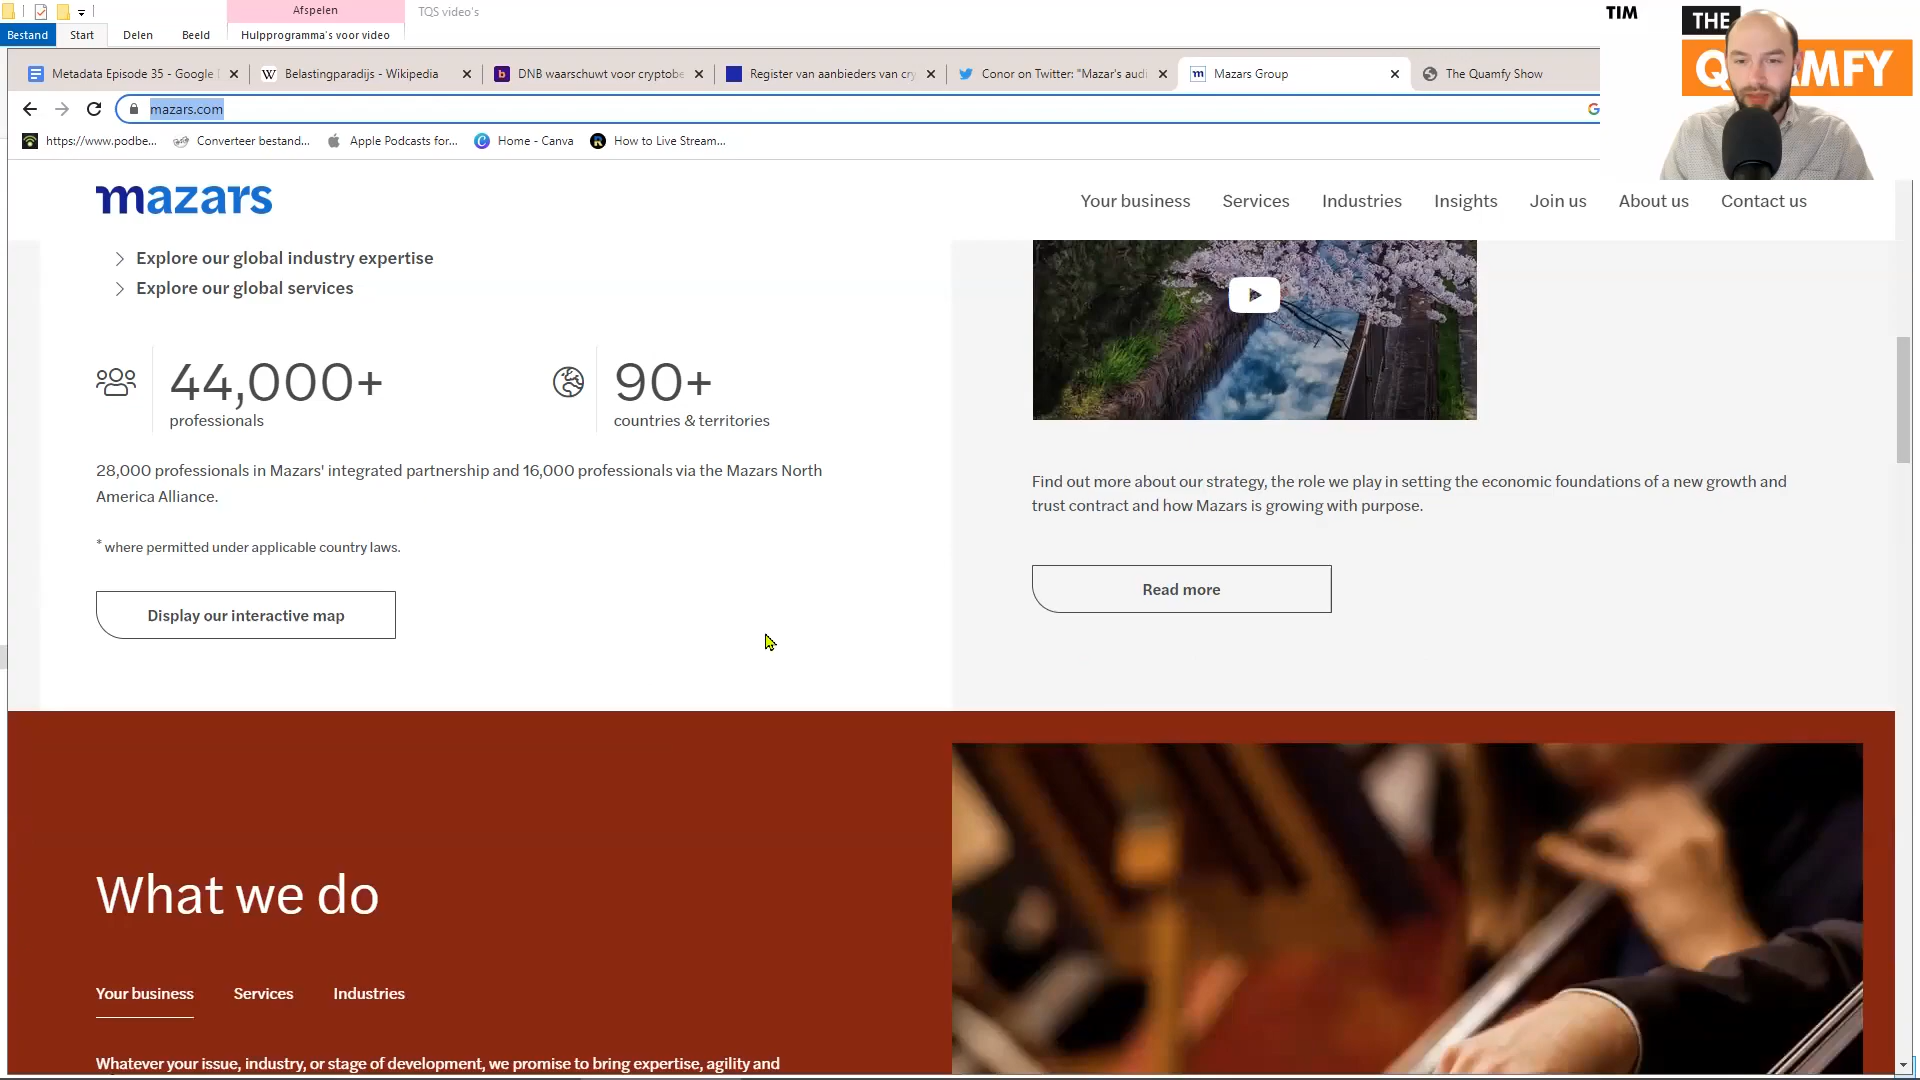 Afspelen
TQS video's
Bestand
Start
Delen
Beeld
Hulpprogramma's voor video
TIM
THE
Metadata Episode 35 - Google
Belastingparadijs - Wikipedia
DNB waarschuwt voor cryptobe
Register van aanbieders van cry
Conor on Twitter: "Mazar's audi
Mazars Group
The Quamfy Show
mazars.com
https://www.podbe...
Converteer bestand...
Apple Podcasts for...
Home - Canva
How to Live Stream...
mazars
Your business
Services
Industries
Insights
Join us
About us
Contact us
Explore our global industry expertise
Explore our global services
44,000+
professionals
90+
countries & territories
28,000 professionals in Mazars' integrated partnership and 16,000 professionals via the Mazars North
America Alliance.
* where permitted under applicable country laws.
Display our interactive map
Find out more about our strategy, the role we play in setting the economic foundations of a new growth and
trust contract and how Mazars is growing with purpose.
Read more
What we do
Your business
Services
Industries
Whatever your issue, industry, or stage of development, we promise to bring expertise, agility and